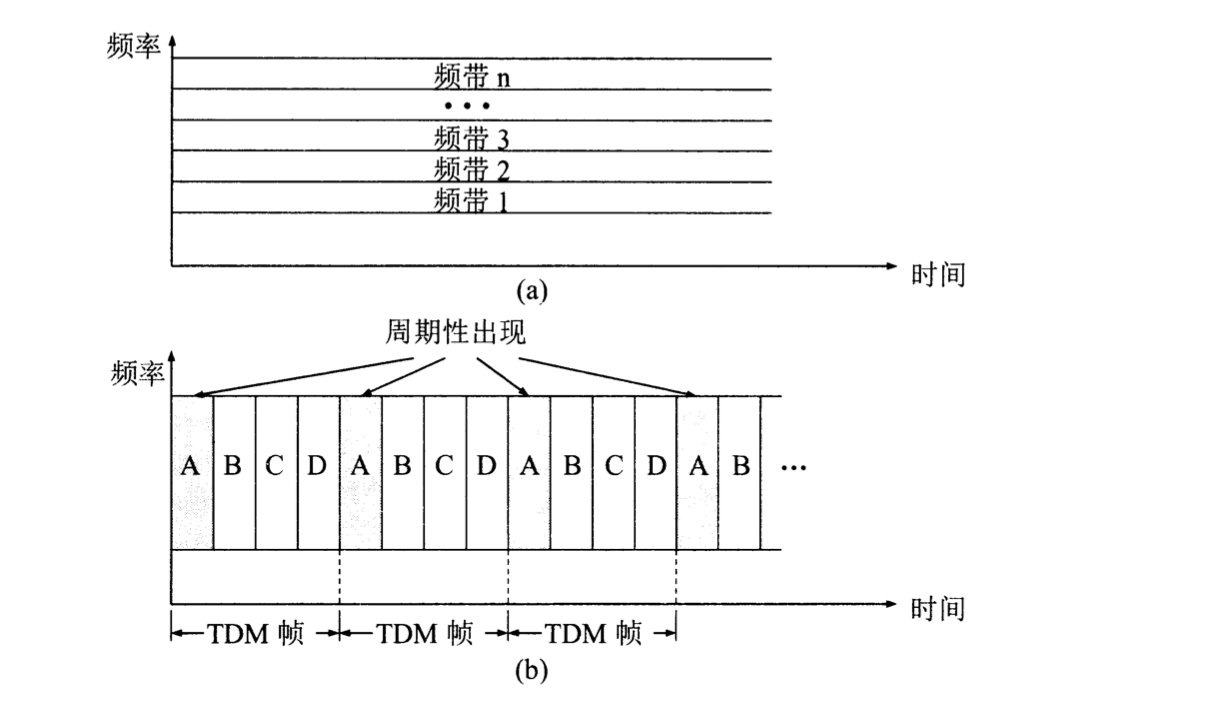 频率
频带 n
···
频带 3
频带 2
频带 1
时间
(a)
周期性出现
频率
A B C D A B C D A B C D A B ···
时间
TDM 帧 TDM 帧 TDM 帧
(b)